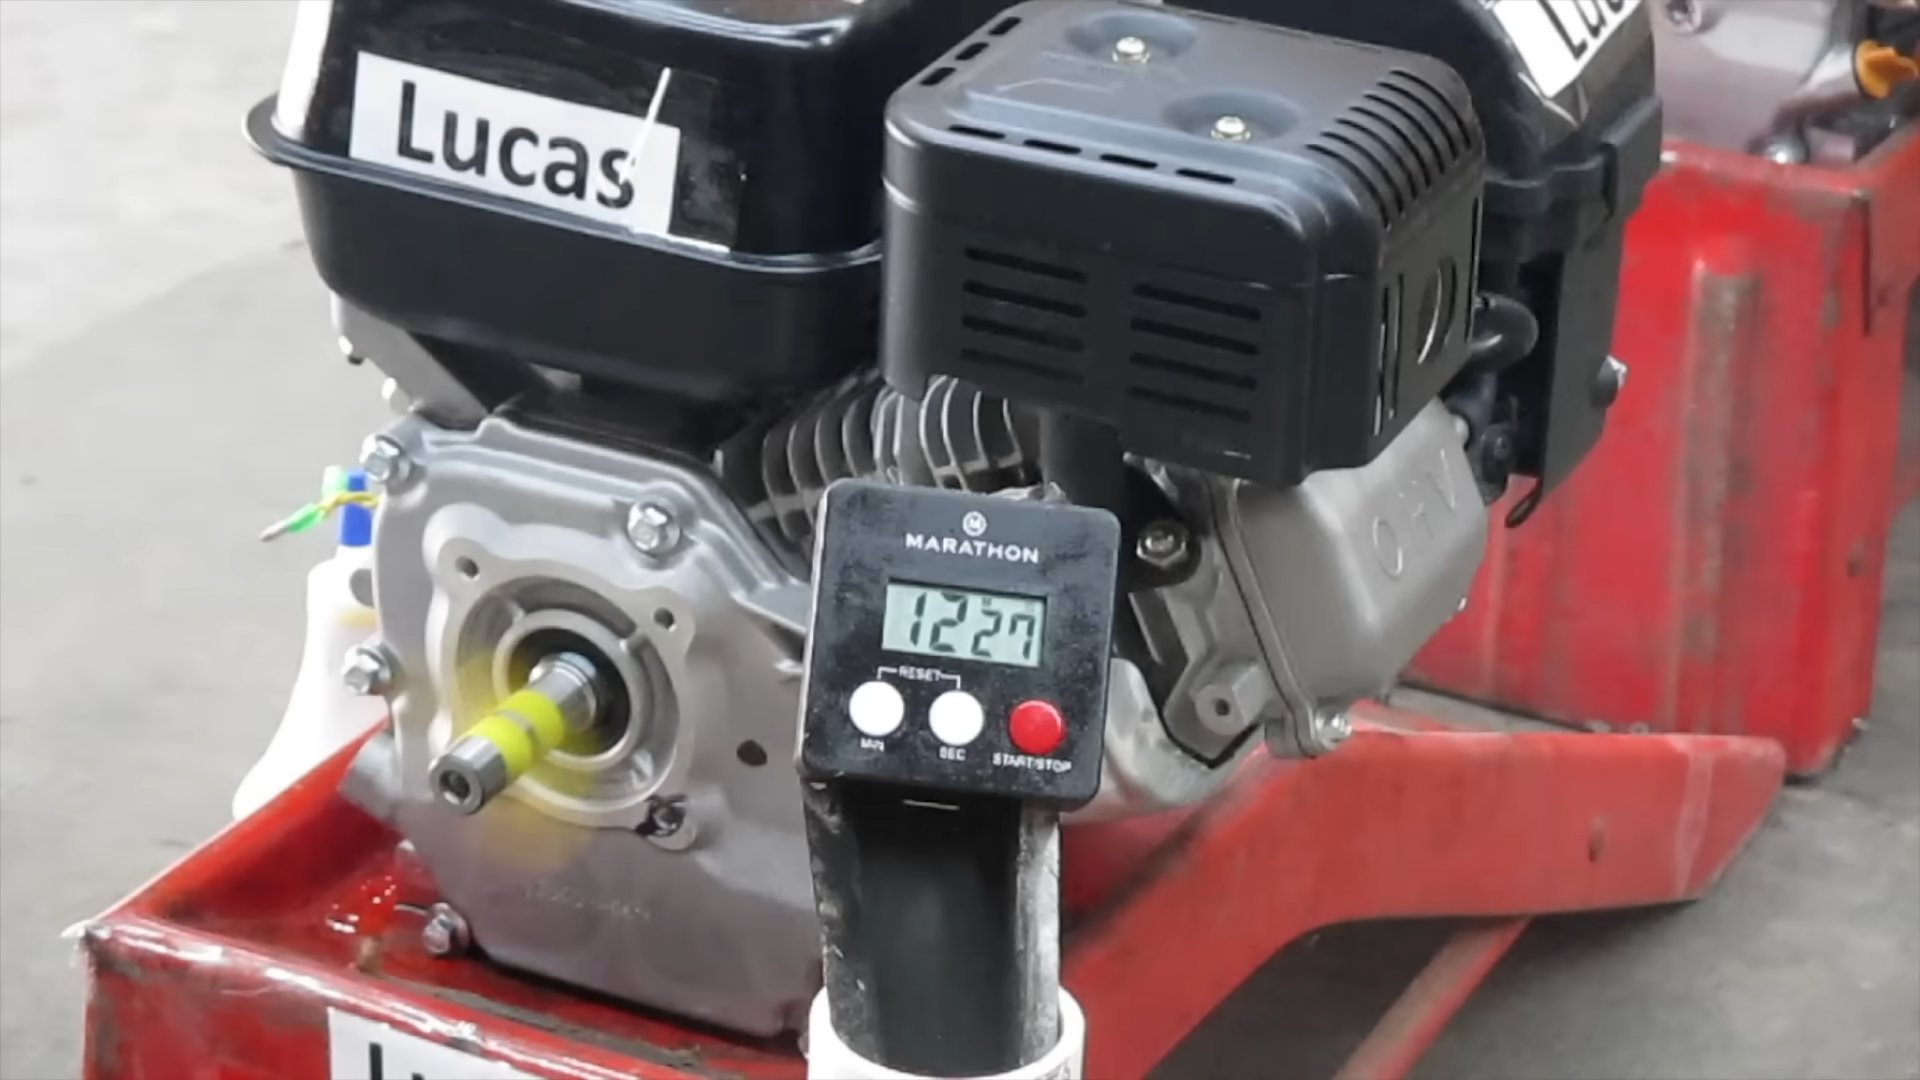 Lucas
OHV
M
MARATHON
12 27
RESET
MIN
SEC
START/STOP